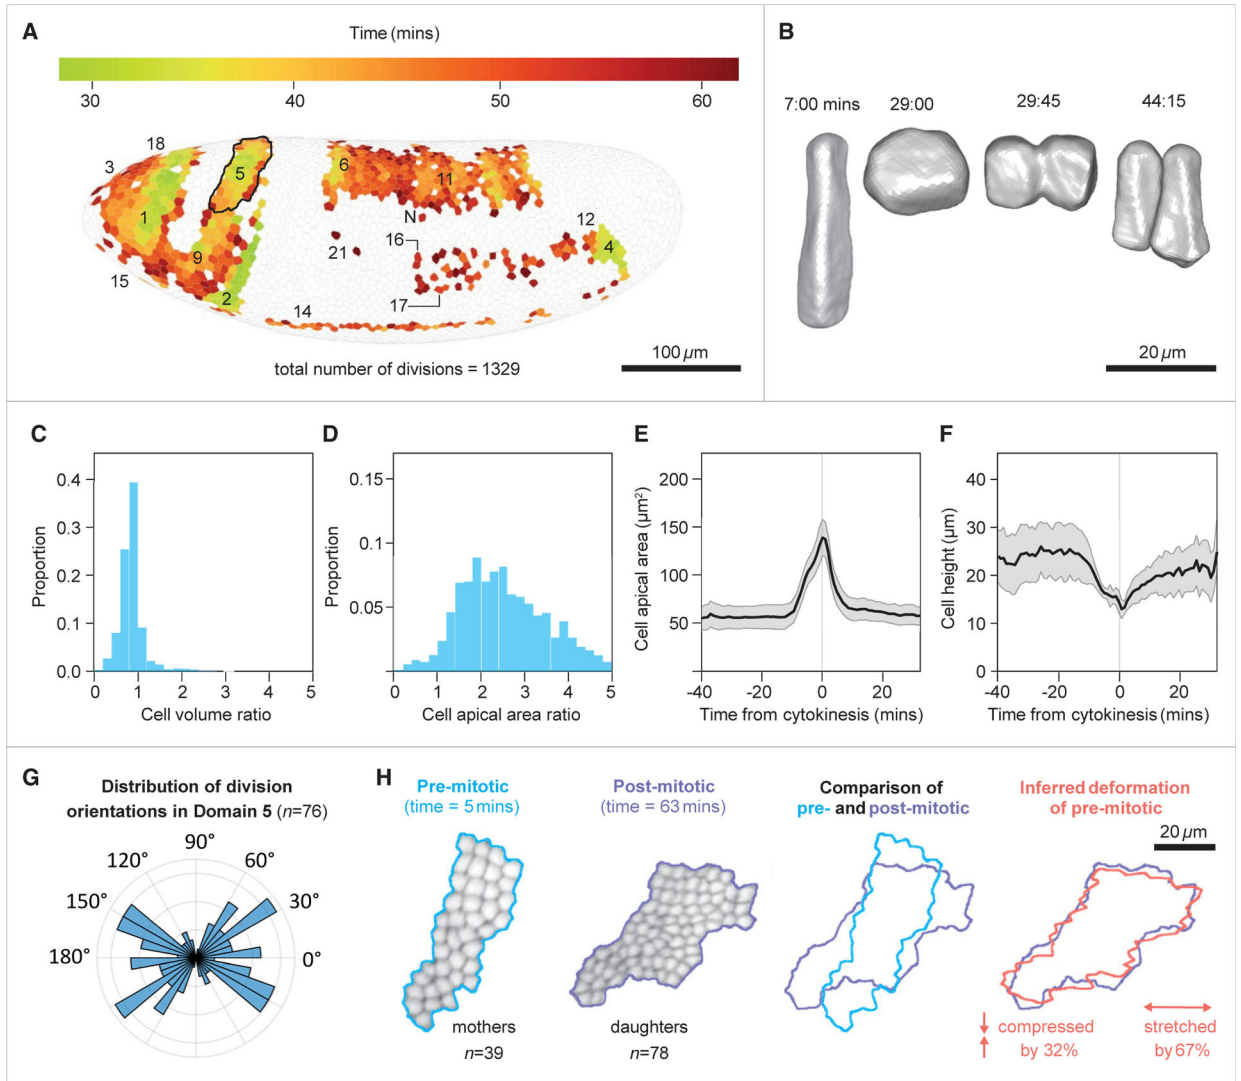 A
Time (mins)
30 40 50 60
3 18 5 6 11 N 12 4 16 21 1 9 15 2 17 14
total number of divisions = 1329
100 µm
B
7:00 mins 29:00 29:45 44:15
20 µm
C
Proportion
0.4
0.3
0.2
0.1
0.0
0 1 2 3 4 5
Cell volume ratio
D
Proportion
0.15
0.1
0.05
0 1 2 3 4 5
Cell apical area ratio
E
Cell apical area (µm²)
200
150
100
50
-40 -20 0 20
Time from cytokinesis (mins)
F
Cell height (µm)
40
30
20
10
0
-40 -20 0 20
Time from cytokinesis (mins)
G
Distribution of division
orientations in Domain 5 (n=76)
90°
120° 60°
150° 30°
180° 0°
H
Pre-mitotic
(time = 5 mins)
mothers
n=39
Post-mitotic
(time = 63 mins)
daughters
n=78
Comparison of
pre- and post-mitotic
Inferred deformation
of pre-mitotic
20 µm
compressed
by 32%
stretched
by 67%